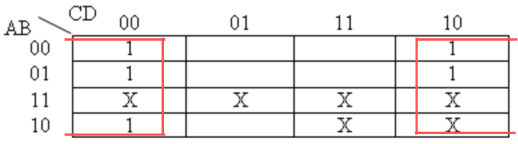 CD
AB 00 01 11 10
00 1 1
01 1 1
11 X X X X
10 1 X X